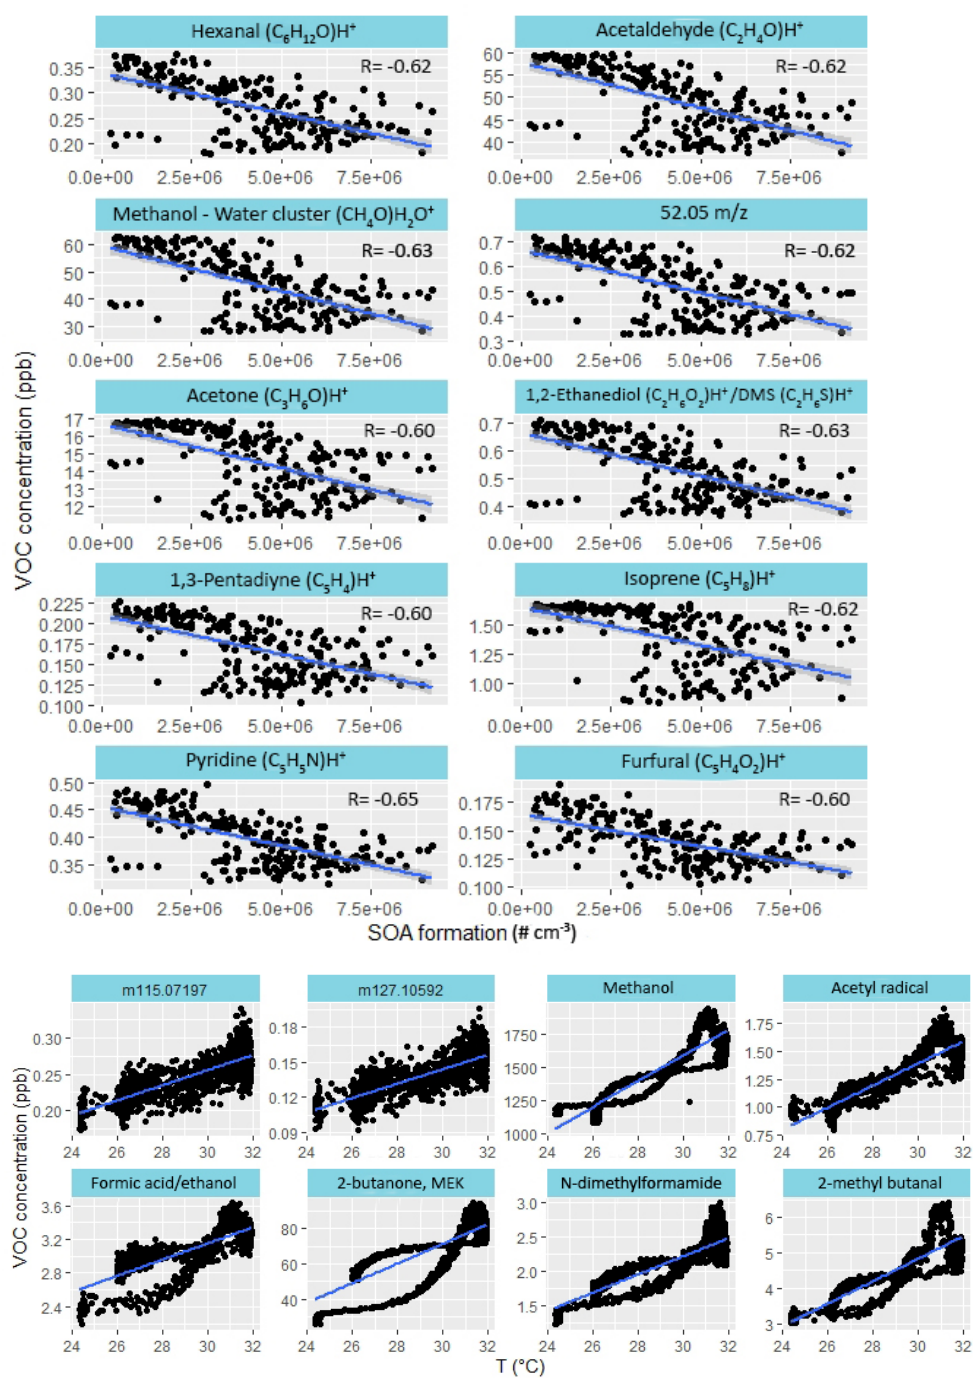 Hexanal (C₆H₁₂O)H⁺
Acetaldehyde (C₂H₄O)H⁺
R= -0.62
R= -0.62
0.35
0.30
0.25
0.20
60
55
50
45
40
0.0e+00 2.5e+06 5.0e+06 7.5e+06
0.0e+00 2.5e+06 5.0e+06 7.5e+06
Methanol - Water cluster (CH₄O)H₂O⁺
52.05 m/z
R= -0.63
R= -0.62
60
50
40
30
0.7
0.6
0.5
0.4
0.3
0.0e+00 2.5e+06 5.0e+06 7.5e+06
0.0e+00 2.5e+06 5.0e+06 7.5e+06
VOC concentration (ppb)
Acetone (C₃H₆O)H⁺
1,2-Ethanediol (C₂H₆O₂)H⁺/DMS (C₂H₆S)H⁺
R= -0.60
R= -0.63
17
16
15
14
13
12
0.7
0.6
0.5
0.4
0.0e+00 2.5e+06 5.0e+06 7.5e+06
0.0e+00 2.5e+06 5.0e+06 7.5e+06
1,3-Pentadiyne (C₅H₄)H⁺
Isoprene (C₅H₈)H⁺
R= -0.60
R= -0.62
0.225
0.200
0.175
0.150
0.125
0.100
1.50
1.25
1.00
0.0e+00 2.5e+06 5.0e+06 7.5e+06
0.0e+00 2.5e+06 5.0e+06 7.5e+06
Pyridine (C₅H₅N)H⁺
Furfural (C₅H₄O₂)H⁺
R= -0.65
R= -0.60
0.50
0.45
0.40
0.35
0.175
0.150
0.125
0.100
0.0e+00 2.5e+06 5.0e+06 7.5e+06
0.0e+00 2.5e+06 5.0e+06 7.5e+06
SOA formation (# cm⁻³)
m115.07197
m127.10592
Methanol
Acetyl radical
0.30
0.25
0.20
0.18
0.15
0.12
0.09
1750
1500
1250
1000
1.75
1.50
1.25
1.00
0.75
24 26 28 30 32
24 26 28 30 32
24 26 28 30 32
24 26 28 30 32
VOC concentration (ppb)
Formic acid/ethanol
2-butanone, MEK
N-dimethylformamide
2-methyl butanal
3.6
3.2
2.8
2.4
80
60
40
3.0
2.5
2.0
1.5
6
5
4
3
24 26 28 30 32
24 26 28 30 32
24 26 28 30 32
24 26 28 30 32
T (°C)